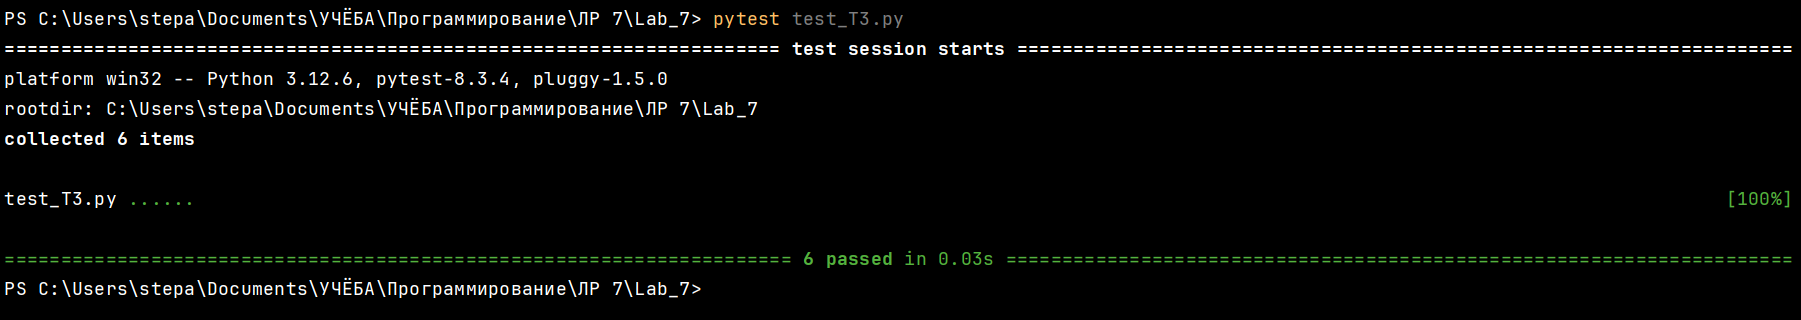 PS C:\Users\stepa\Documents\УЧЁБА\Программирование\ЛР 7\Lab_7> pytest test_T3.py
===================================================================== test session starts =====================================================================
platform win32 -- Python 3.12.6, pytest-8.3.4, pluggy-1.5.0
rootdir: C:\Users\stepa\Documents\УЧЁБА\Программирование\ЛР 7\Lab_7
collected 6 items
test_T3.py ...... [100%]
====================================================================== 6 passed in 0.03s ======================================================================
PS C:\Users\stepa\Documents\УЧЁБА\Программирование\ЛР 7\Lab_7>